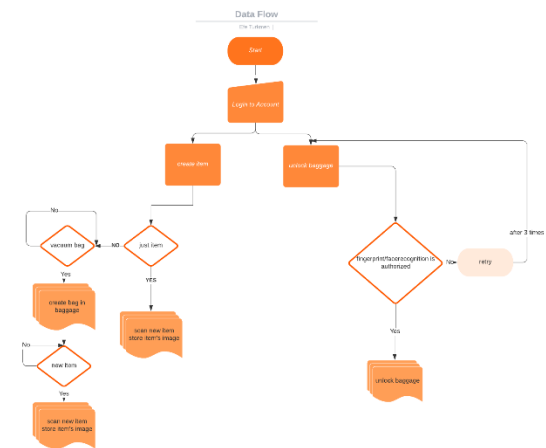 Data Flow
Start
Login to Account
create item
unlock baggage
No
after 3 times
vacuum bag
NO
just item
fingerprint/facerecognition is
authorized
No
retry
Yes
YES
create bag in
baggage
scan new item
store item's image
Yes
No
new item
unlock baggage
Yes
scan new item
store item's image